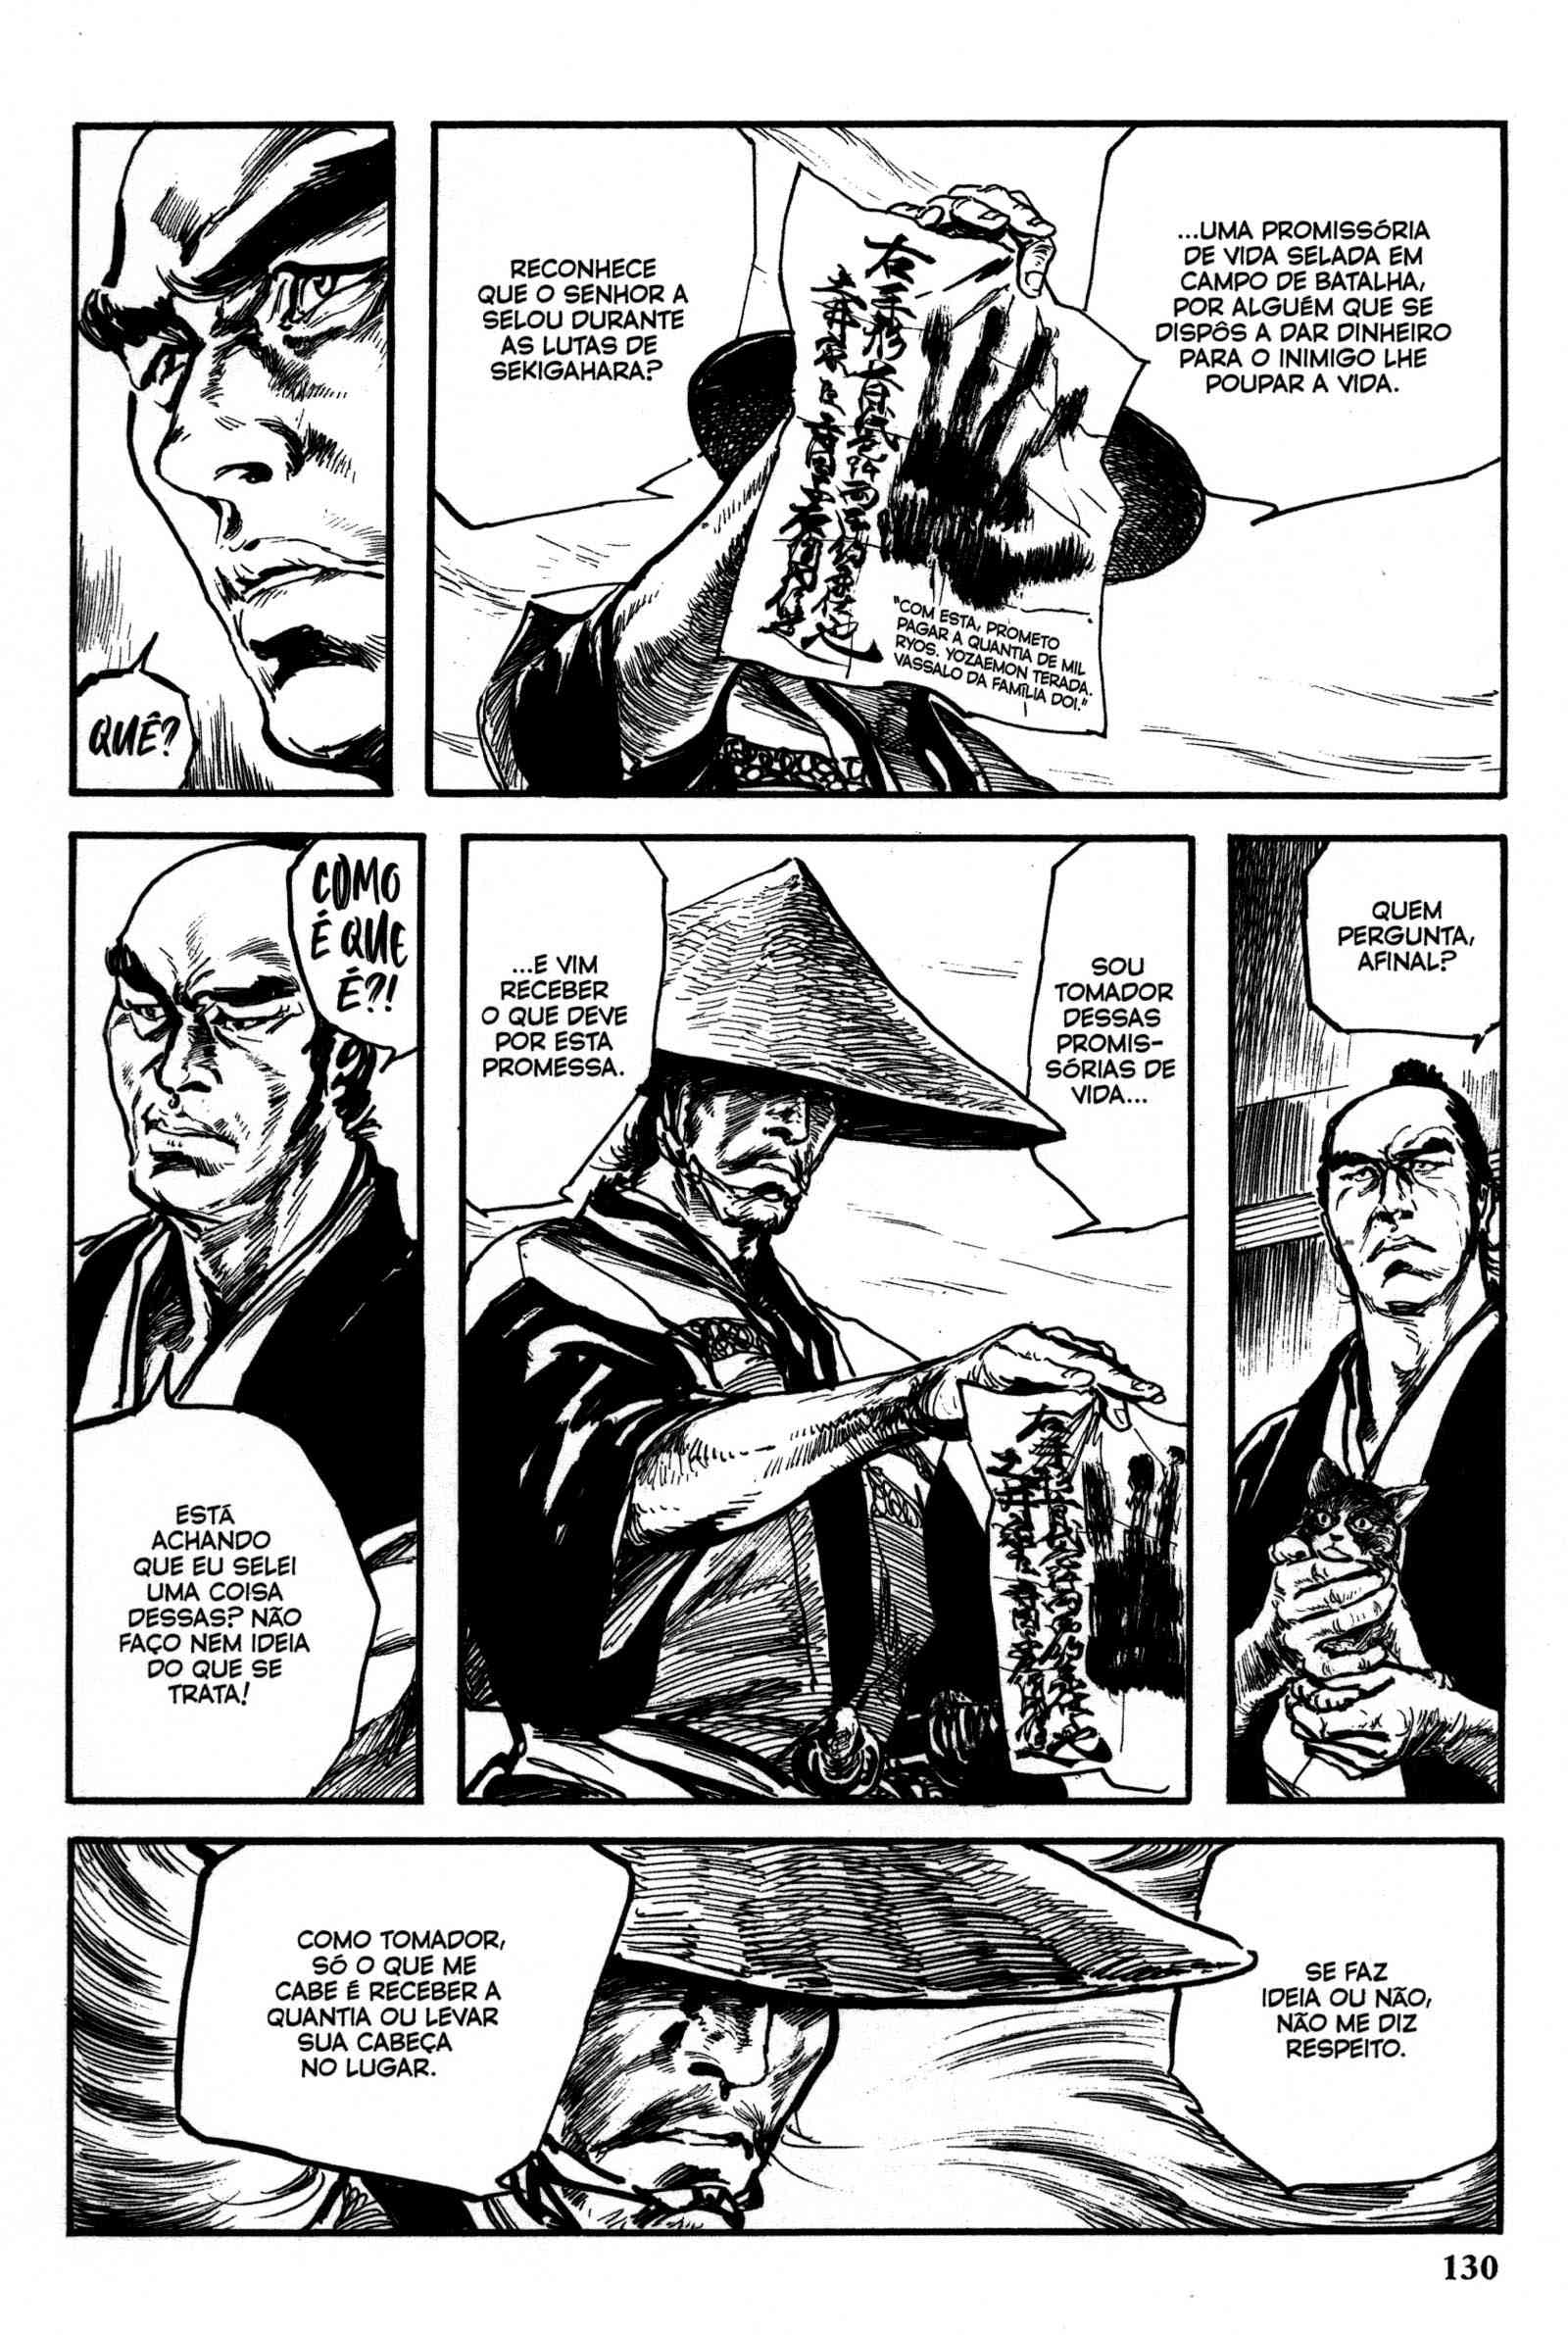 ...UMA PROMISSÓRIA
DE VIDA SELADA EM
CAMPO DE BATALHA,
POR ALGUÉM QUE SE
DISPÔS A DAR DINHEIRO
PARA O INIMIGO LHE
POUPAR A VIDA.
RECONHECE
QUE O SENHOR A
SELOU DURANTE
AS LUTAS DE
SEKIGAHARA?
"COM ESTA, PROMETO
PAGAR A QUANTIA DE MIL
RYOS. YOZAEMON TERADA.
VASSALO DA FAMÍLIA DOI."
QUÊ?
QUEM
PERGUNTA,
AFINAL?
SOU
TOMADOR
DESSAS
PROMIS-
SÓRIAS DE
VIDA...
...E VIM
RECEBER
O QUE DEVE
POR ESTA
PROMESSA.
COMO
É QUE
É?!
ESTÁ
ACHANDO
QUE EU SELEI
UMA COISA
DESSAS? NÃO
FAÇO NEM IDEIA
DO QUE SE
TRATA!
SE FAZ
IDEIA OU NÃO,
NÃO ME DIZ
RESPEITO.
COMO TOMADOR,
SÓ O QUE ME
CABE É RECEBER A
QUANTIA OU LEVAR
SUA CABEÇA
NO LUGAR.
130